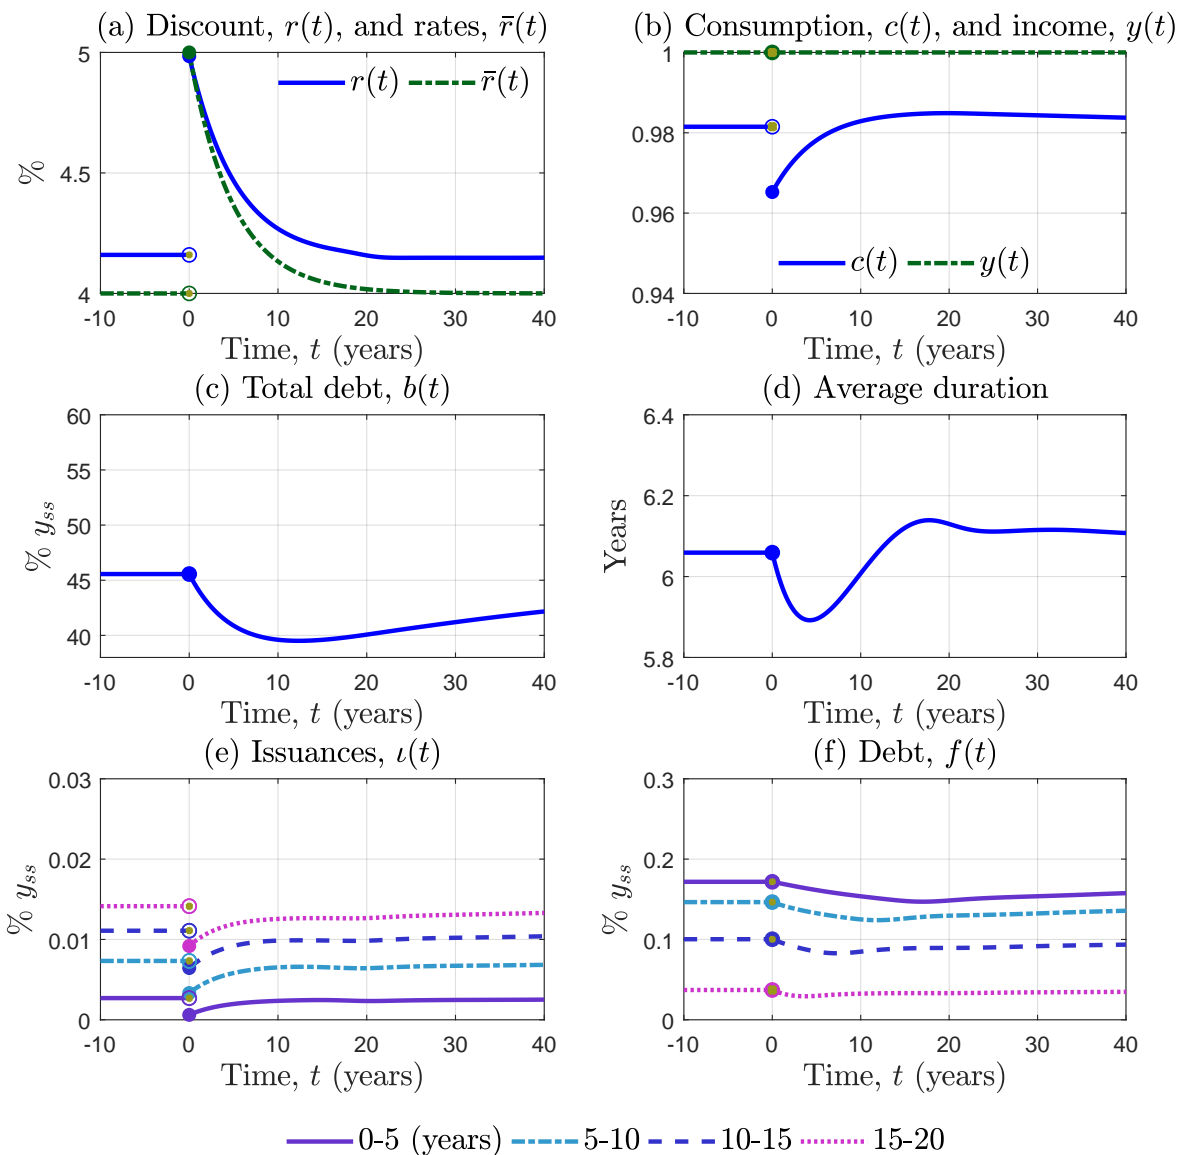 (a) Discount, r(t), and rates, r̄(t)
5
4.5
4
%
r(t) r̄(t)
-10 0 10 20 30 40
Time, t (years)
(b) Consumption, c(t), and income, y(t)
1
0.98
0.96
0.94
c(t) y(t)
-10 0 10 20 30 40
Time, t (years)
(c) Total debt, b(t)
60
55
50
45
40
% y_ss
-10 0 10 20 30 40
Time, t (years)
(d) Average duration
6.4
6.2
6
5.8
Years
-10 0 10 20 30 40
Time, t (years)
(e) Issuances, ι(t)
0.03
0.02
0.01
0
% y_ss
-10 0 10 20 30 40
Time, t (years)
(f) Debt, f(t)
0.3
0.2
0.1
0
% y_ss
-10 0 10 20 30 40
Time, t (years)
0-5 (years) 5-10 10-15 15-20